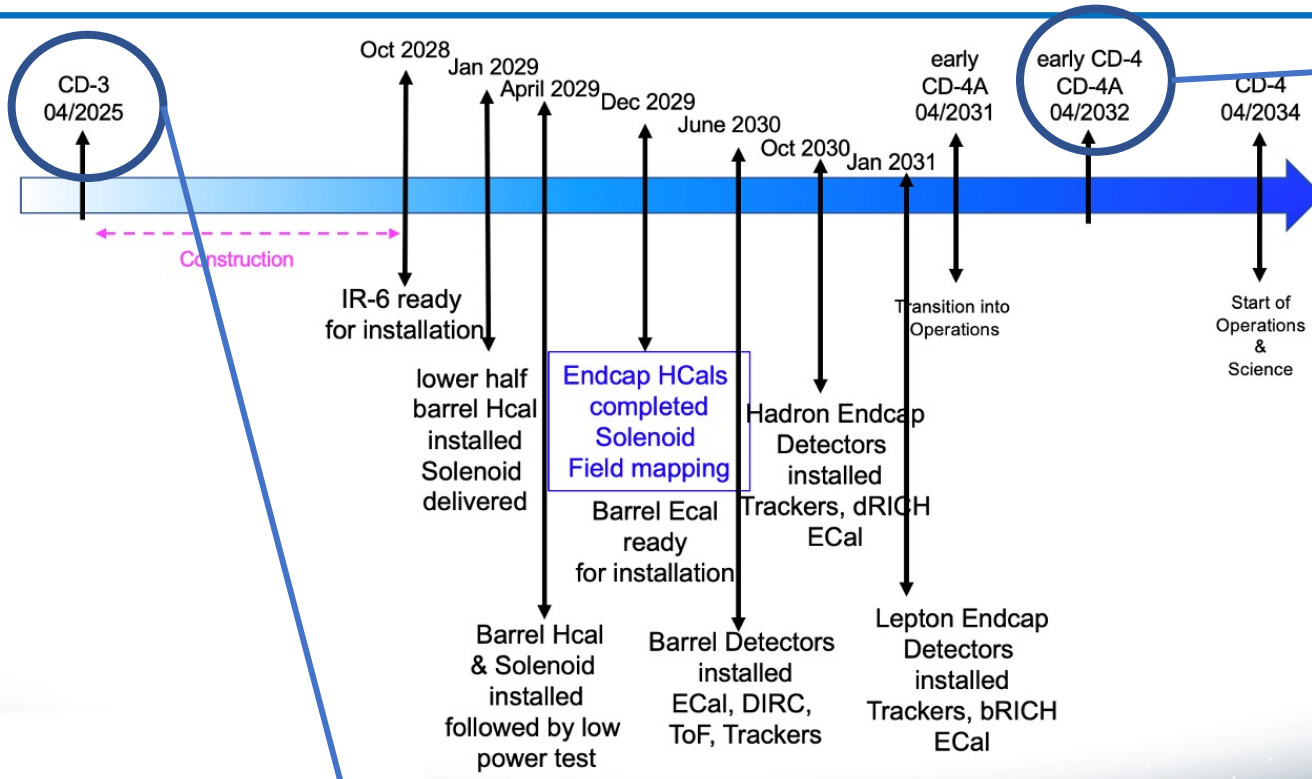 CD-3
04/2025
Oct 2028
Jan 2029
April 2029
Dec 2029
June 2030
Oct 2030
Jan 2031
early
CD-4A
04/2031
early CD-4
CD-4A
04/2032
CD-4
04/2034
Construction
IR-6 ready
for installation
lower half
barrel Hcal
installed
Solenoid
delivered
Barrel Hcal
& Solenoid
installed
followed by low
power test
Endcap HCals
completed
Solenoid
Field mapping
Barrel Ecal
ready
for installation
Barrel Detectors
installed
ECal, DIRC,
ToF, Trackers
Hadron Endcap
Detectors
installed
Trackers, dRICH
ECal
Lepton Endcap
Detectors
installed
Trackers, bRICH
ECal
Transition into
Operations
Start of
Operations
&
Science